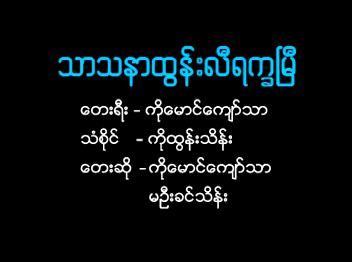 သာသနာထွန်းလီရက္ခမြီ
တေးရီး - ကိုမောင်ကျော်သာ
သံစိုင် - ကိုထွန်းသိန်း
တေးဆို - ကိုမောင်ကျော်သာ
မဦးခင်သိန်း